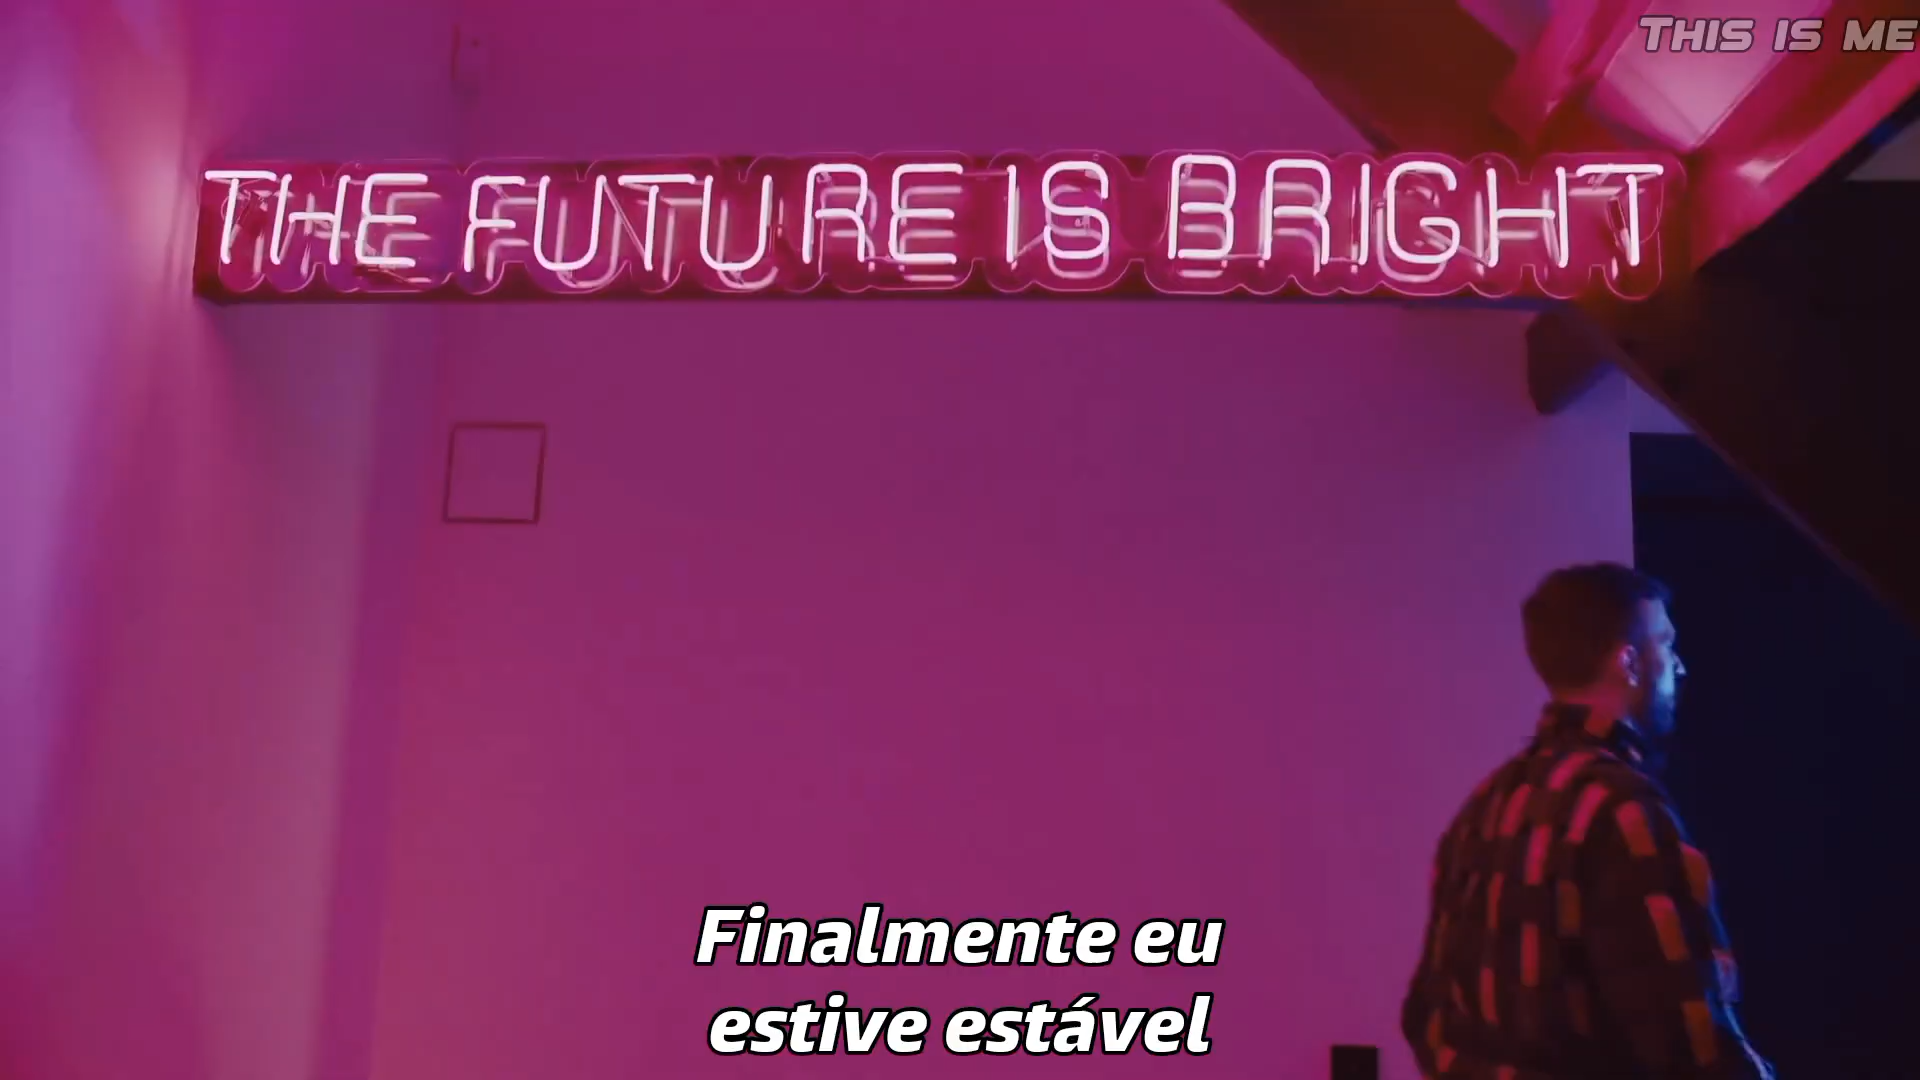 THIS IS ME
THE FUTURE IS BRIGHT
Finalmente eu
estive estável